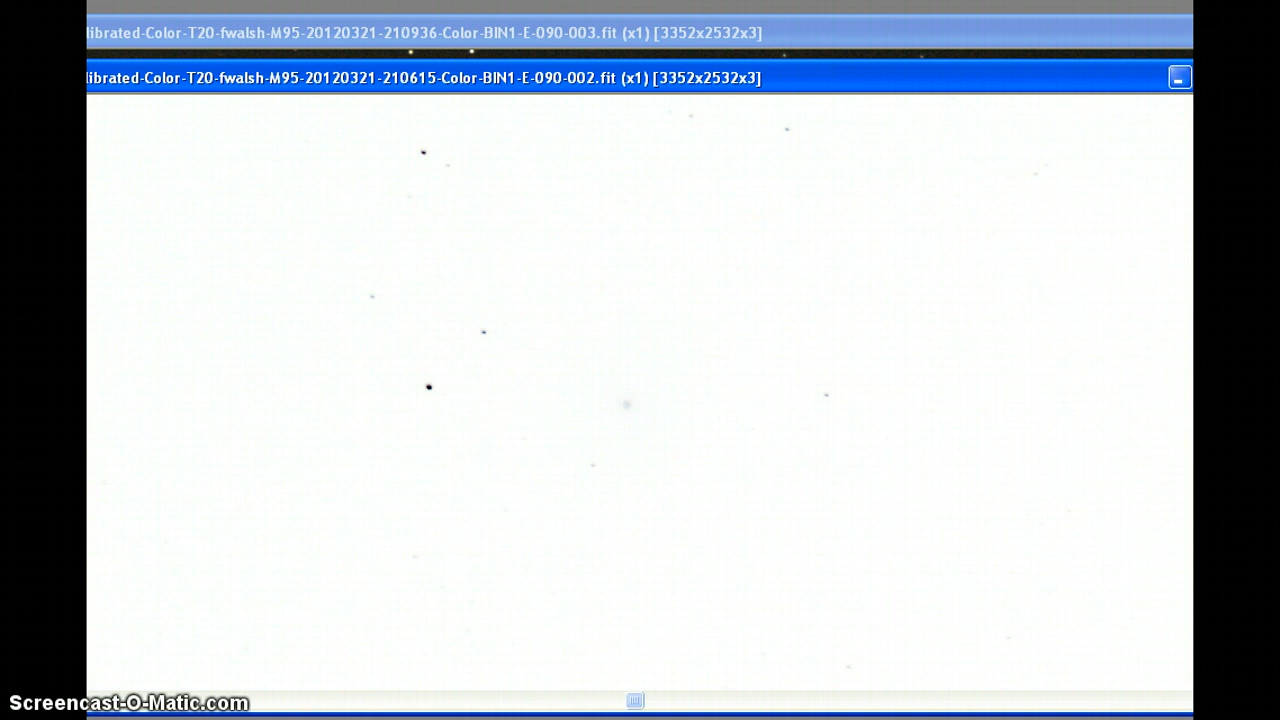 librated-Color-T20-fwalsh-M95-20120321-210936-Color-BIN1-E-090-003.fit (x1) [3352x2532x3]
librated-Color-T20-fwalsh-M95-20120321-210615-Color-BIN1-E-090-002.fit (x1) [3352x2532x3]
Screencast-O-Matic.com